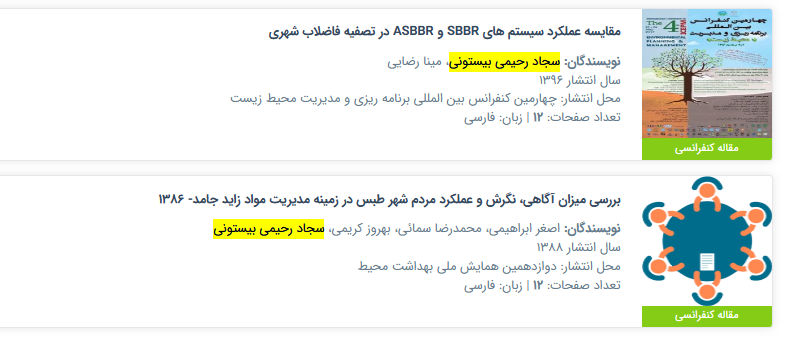 مقایسه عملکرد سیستم های SBBR و ASBBR در تصفیه فاضلاب شهری
نویسندگان: سجاد رحیمی بیستونی، مینا رضایی
سال انتشار ۱۳۹۶
محل انتشار: چهارمین کنفرانس بین المللی برنامه ریزی و مدیریت محیط زیست
تعداد صفحات: ۱۲ | زبان: فارسی
چهارمین کنفرانس
بین المللی
برنامه ریزی و مدیریت
The 4
ENVIRONMENTAL
PLANNING &
MANAGEMENT
مقاله کنفرانسی
بررسی میزان آگاهی، نگرش و عملکرد مردم شهر طبس در زمینه مدیریت مواد زاید جامد- ۱۳۸۶
نویسندگان: اصغر ابراهیمی، محمدرضا سمائی، بهروز کریمی، سجاد رحیمی بیستونی
سال انتشار ۱۳۸۸
محل انتشار: دوازدهمین همایش ملی بهداشت محیط
تعداد صفحات: ۱۲ | زبان: فارسی
مقاله کنفرانسی